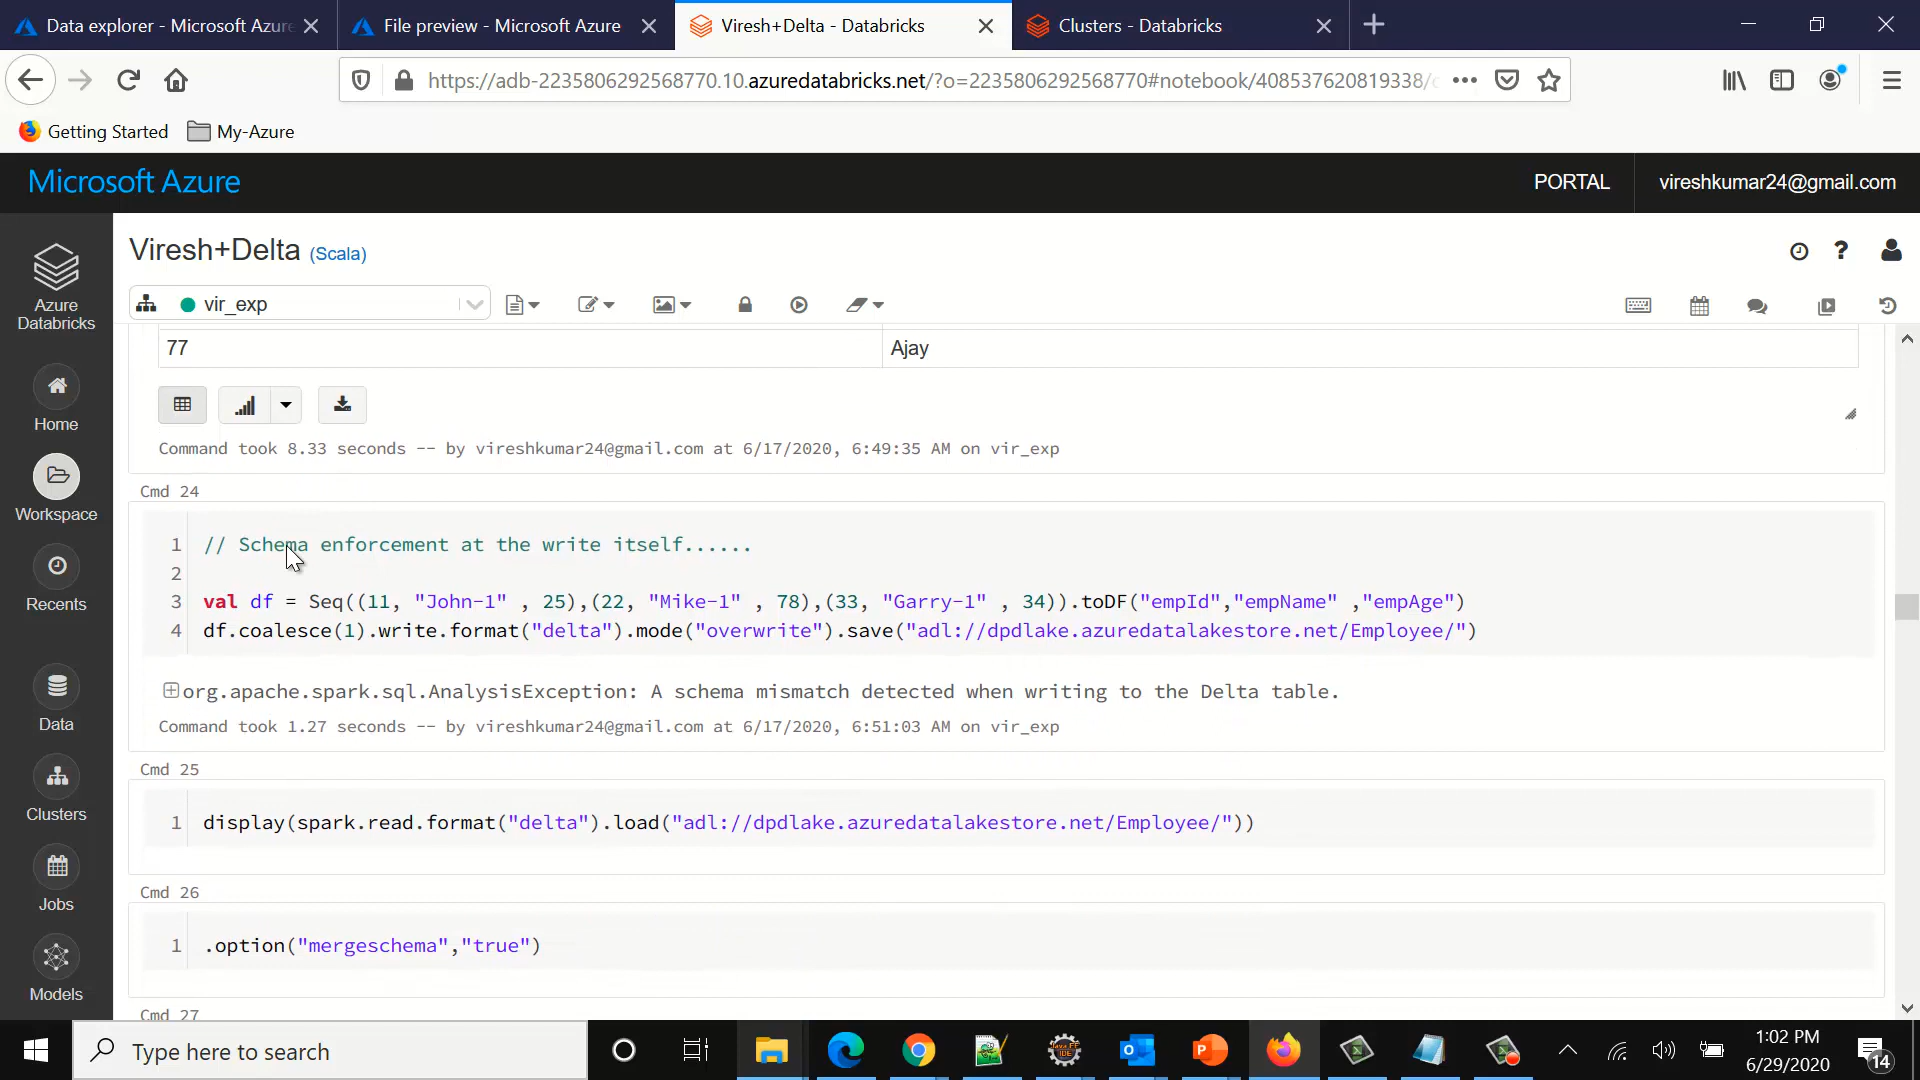 Data explorer - Microsoft Azure
File preview - Microsoft Azure
Viresh+Delta - Databricks
Clusters - Databricks
https://adb-2235806292568770.10.azuredatabricks.net/?o=2235806292568770#notebook/408537620819338/
Getting Started
My-Azure
Microsoft Azure
PORTAL
vireshkumar24@gmail.com
Azure
Databricks
Home
Workspace
Recents
Data
Clusters
Jobs
Models
Viresh+Delta (Scala)
vir_exp
77 Ajay
Command took 8.33 seconds -- by vireshkumar24@gmail.com at 6/17/2020, 6:49:35 AM on vir_exp
Cmd 24
1 // Schema enforcement at the write itself......
2
3 val df = Seq((11, "John-1" , 25),(22, "Mike-1" , 78),(33, "Garry-1" , 34)).toDF("empId","empName" ,"empAge")
4 df.coalesce(1).write.format("delta").mode("overwrite").save("adl://dpdlake.azuredatalakestore.net/Employee/")
org.apache.spark.sql.AnalysisException: A schema mismatch detected when writing to the Delta table.
Command took 1.27 seconds -- by vireshkumar24@gmail.com at 6/17/2020, 6:51:03 AM on vir_exp
Cmd 25
1 display(spark.read.format("delta").load("adl://dpdlake.azuredatalakestore.net/Employee/"))
Cmd 26
1 .option("mergeschema","true")
Cmd 27
Type here to search
1:02 PM
6/29/2020
14